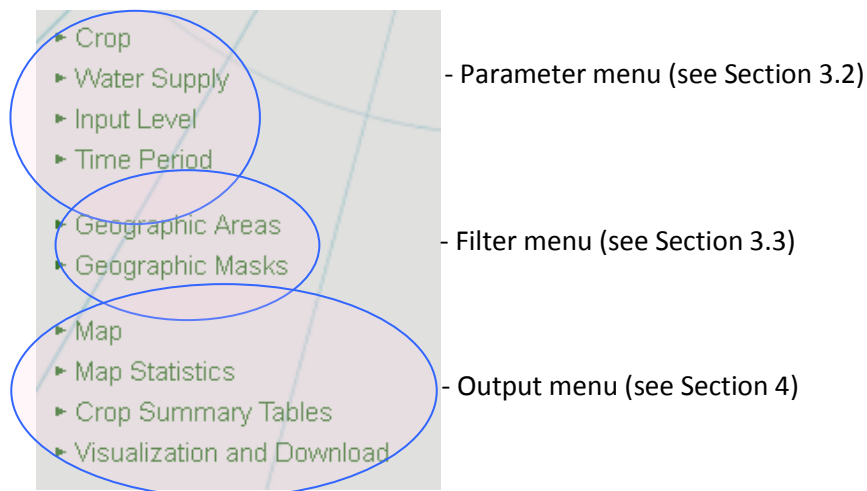 Crop
Water Supply
Input Level
Time Period
- Parameter menu (see Section 3.2)
Geographic Areas
Geographic Masks
- Filter menu (see Section 3.3)
Map
Map Statistics
Crop Summary Tables
Visualization and Download
- Output menu (see Section 4)